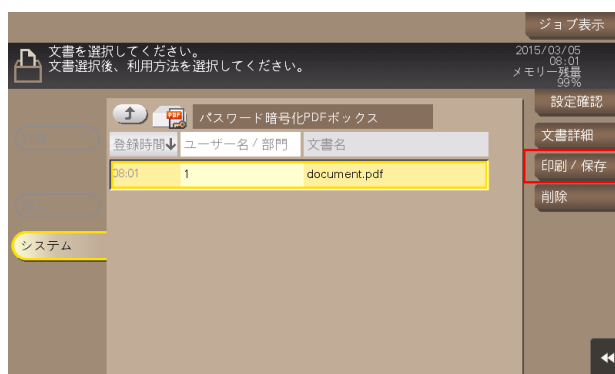 ジョブ表示
文書を選択してください。
文書選択後、利用方法を選択してください。
2015/03/05
08:01
メモリー残量
99%
設定確認
PDF パスワード暗号化PDFボックス
文書詳細
登録時間↓ ユーザー名/部門 文書名
印刷/保存
08:01 1 document.pdf
削除
システム